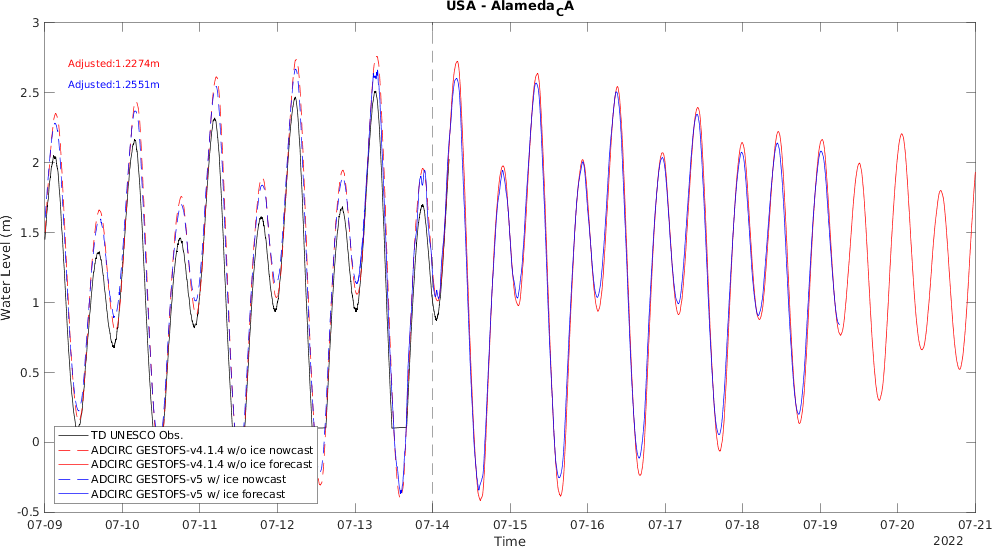 USA - Alameda_CA
Adjusted:1.2274m
Adjusted:1.2551m
Water Level (m)
3
2.5
2
1.5
1
0.5
0
-0.5
TD UNESCO Obs.
ADCIRC GESTOFS-v4.1.4 w/o ice nowcast
ADCIRC GESTOFS-v4.1.4 w/o ice forecast
ADCIRC GESTOFS-v5 w/ ice nowcast
ADCIRC GESTOFS-v5 w/ ice forecast
07-09 07-10 07-11 07-12 07-13 07-14 07-15 07-16 07-17 07-18 07-19 07-20 07-21
Time
2022